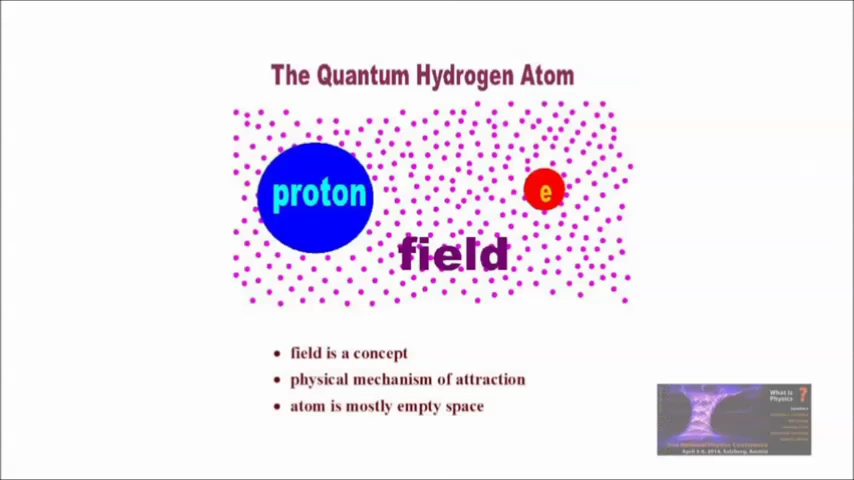 The Quantum Hydrogen Atom
proton
e
field
• field is a concept
• physical mechanism of attraction
• atom is mostly empty space
What Is
Physics ?